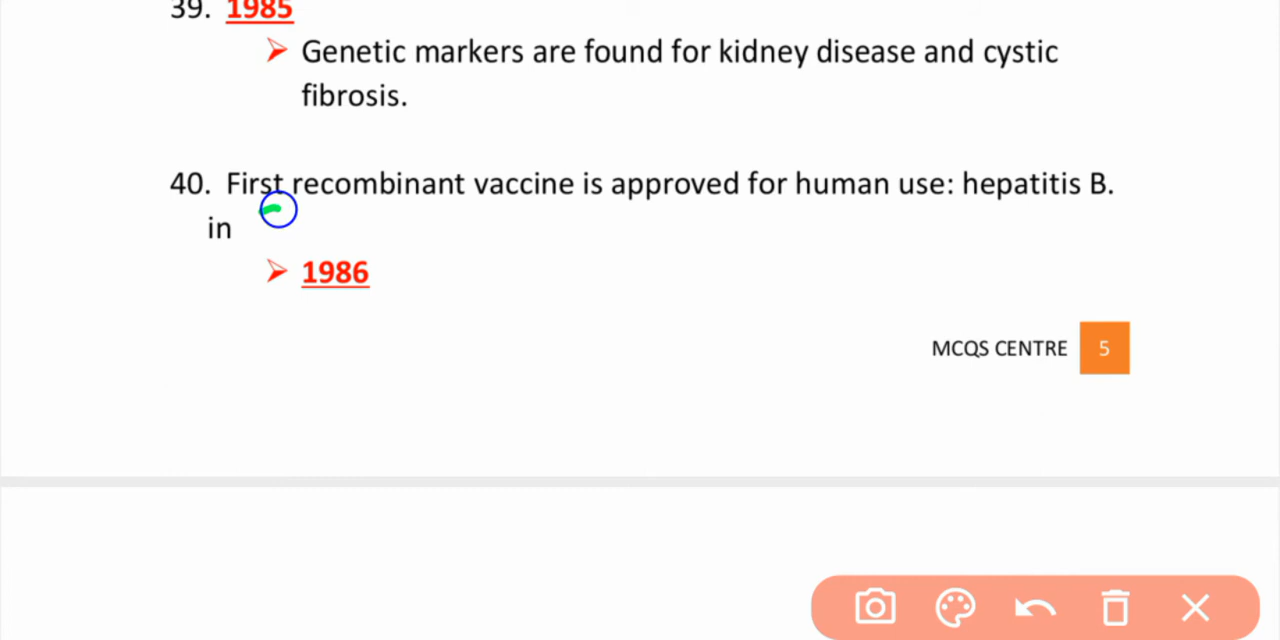 39. 1985
➢ Genetic markers are found for kidney disease and cystic
fibrosis.
40. First recombinant vaccine is approved for human use: hepatitis B.
in
➢ 1986
MCQS CENTRE 5